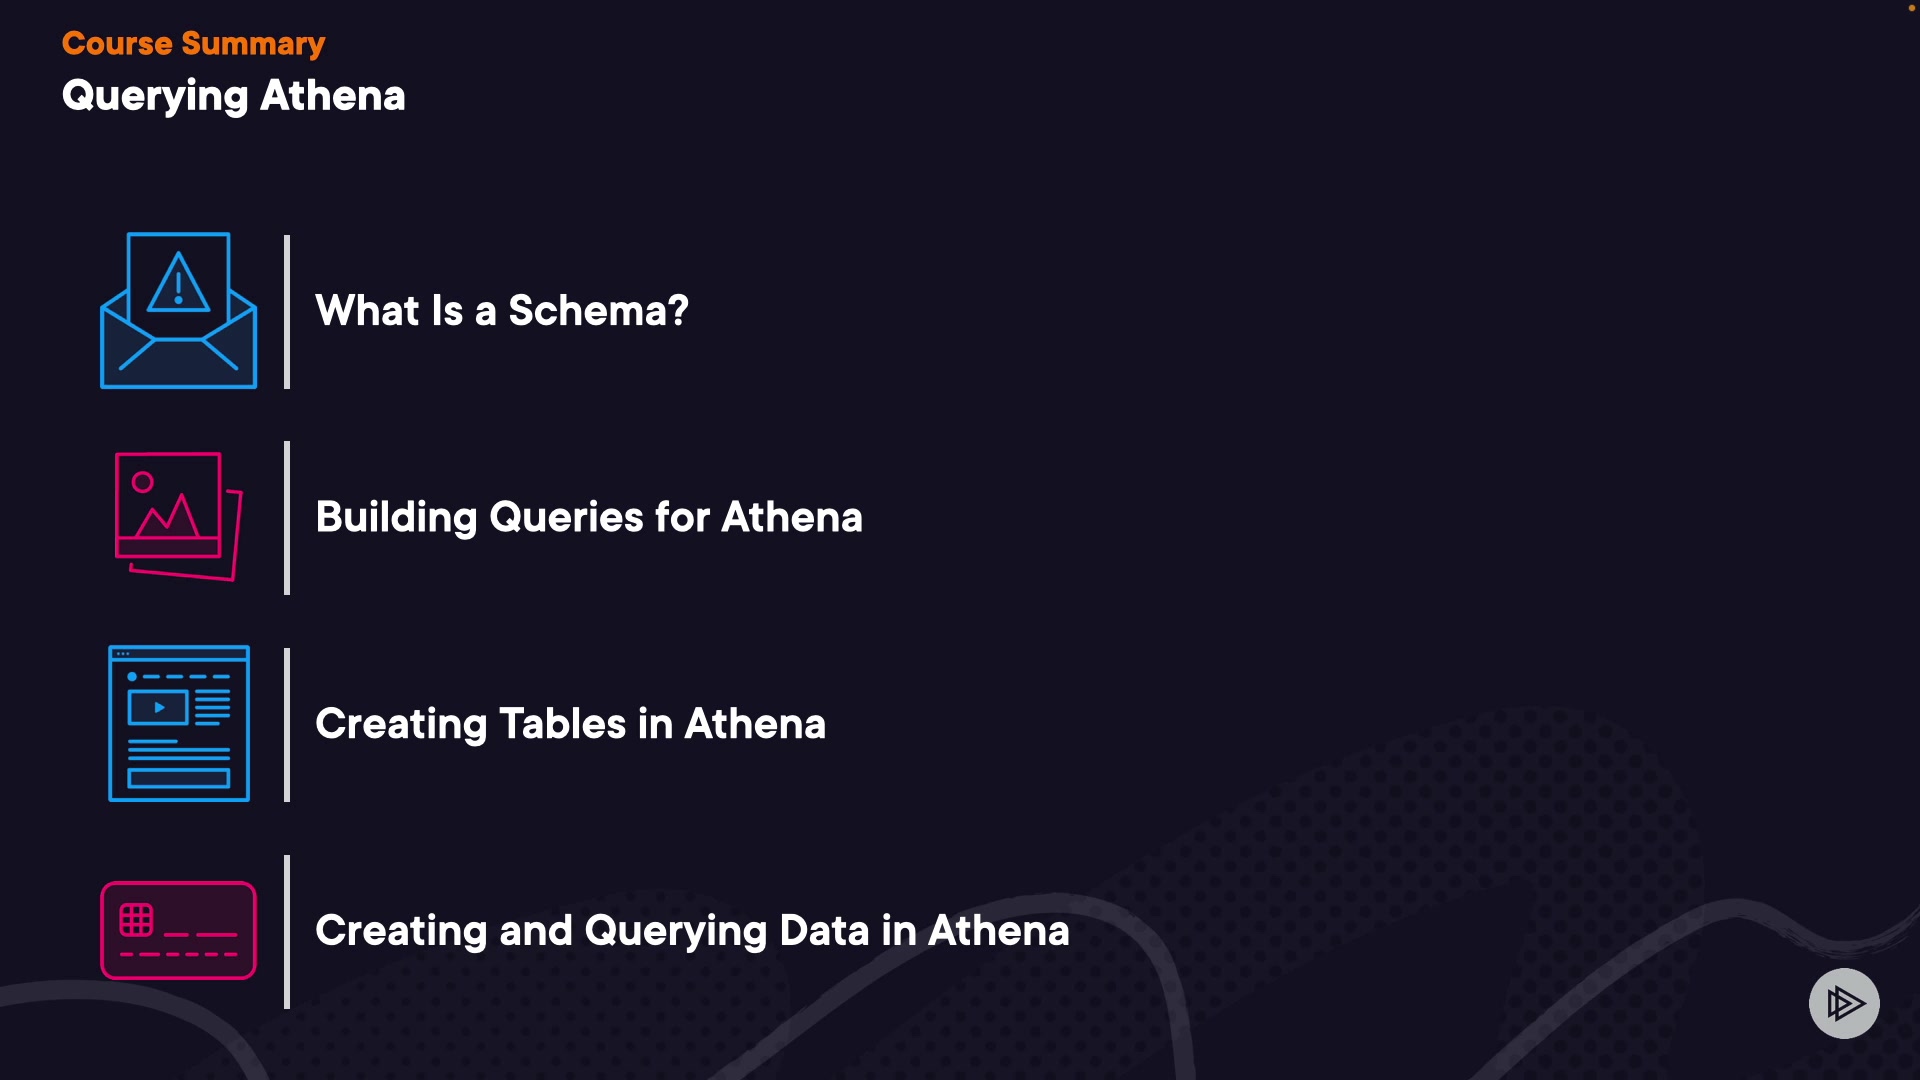 Course Summary
Querying Athena
What Is a Schema?
Building Queries for Athena
Creating Tables in Athena
Creating and Querying Data in Athena